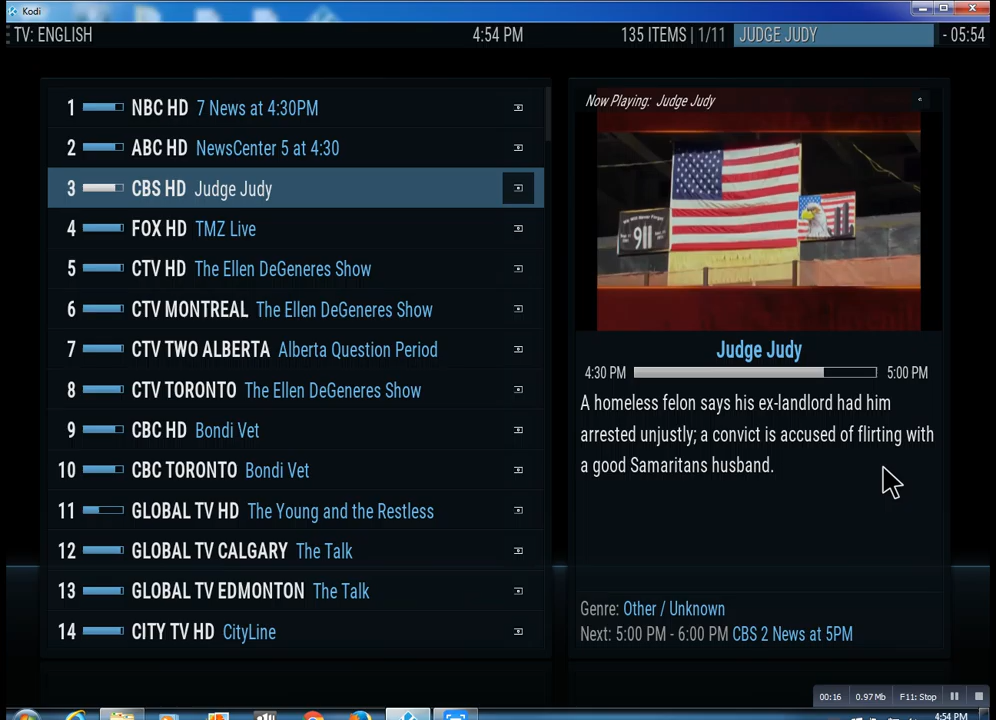 Kodi
TV: ENGLISH
4:54 PM
135 ITEMS | 1/11
JUDGE JUDY
- 05:54
1 NBC HD 7 News at 4:30PM
2 ABC HD NewsCenter 5 at 4:30
3 CBS HD Judge Judy
4 FOX HD TMZ Live
5 CTV HD The Ellen DeGeneres Show
6 CTV MONTREAL The Ellen DeGeneres Show
7 CTV TWO ALBERTA Alberta Question Period
8 CTV TORONTO The Ellen DeGeneres Show
9 CBC HD Bondi Vet
10 CBC TORONTO Bondi Vet
11 GLOBAL TV HD The Young and the Restless
12 GLOBAL TV CALGARY The Talk
13 GLOBAL TV EDMONTON The Talk
14 CITY TV HD CityLine
Now Playing: Judge Judy
911
Judge Judy
4:30 PM 5:00 PM
A homeless felon says his ex-landlord had him
arrested unjustly; a convict is accused of flirting with
a good Samaritans husband.
Genre: Other / Unknown
Next: 5:00 PM - 6:00 PM CBS 2 News at 5PM
00:16 0.97 Mb F11: Stop
4:54 PM